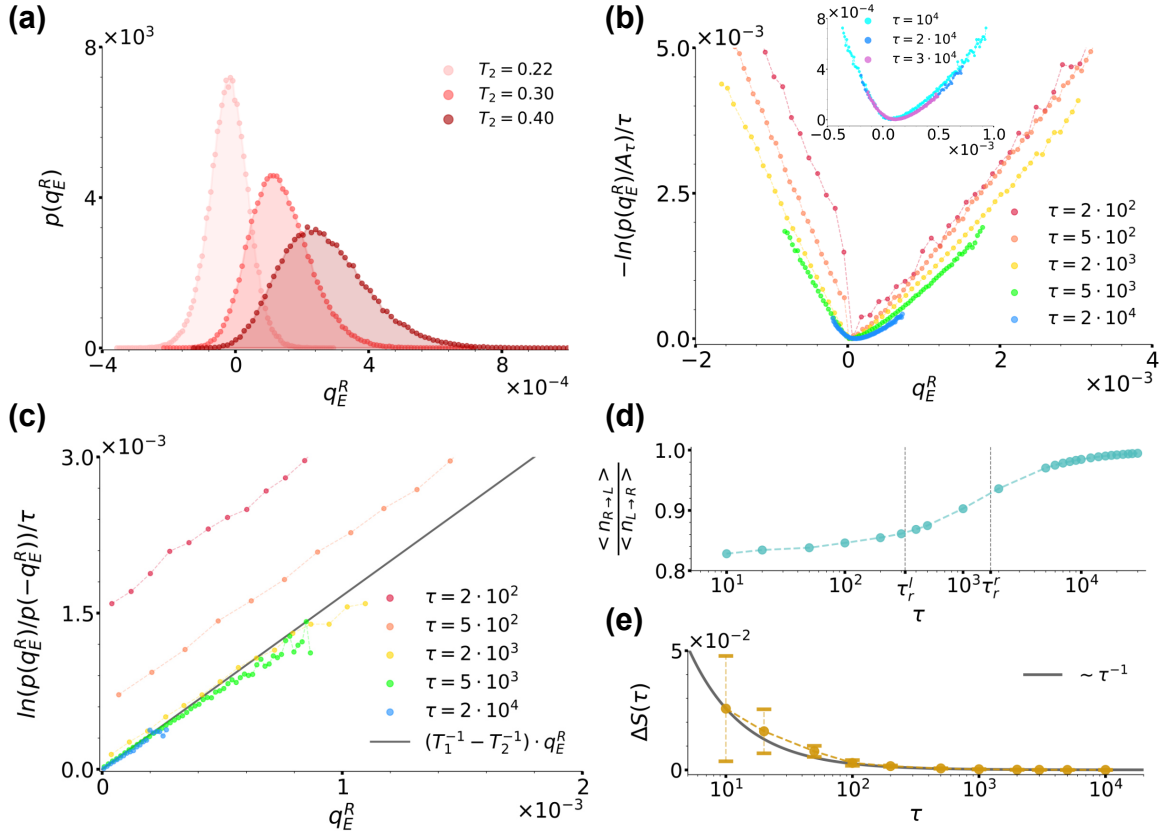 (a)
8 ×10³
4
0
−4
0
4
8
×10⁻⁴
p(q_E^R)
q_E^R
T₂ = 0.22
T₂ = 0.30
T₂ = 0.40
(b)
×10⁻³
5.0
2.5
0.0
−2
0
2
4
×10⁻³
−ln(p(q_E^R)/A_τ)/τ
q_E^R
8 ×10⁻⁴
4
0
−0.5
0.0
0.5
1.0
×10⁻³
τ = 10⁴
τ = 2·10⁴
τ = 3·10⁴
τ = 2·10²
τ = 5·10²
τ = 2·10³
τ = 5·10³
τ = 2·10⁴
(c)
×10⁻³
3.0
1.5
0.0
0
1
2
×10⁻³
ln(p(q_E^R)/p(−q_E^R))/τ
q_E^R
τ = 2·10²
τ = 5·10²
τ = 2·10³
τ = 5·10³
τ = 2·10⁴
(T₁⁻¹ − T₂⁻¹)·q_E^R
(d)
1.0
0.9
0.8
<n_{R→L}>
<n_{L→R}>
10¹
10²
τ_r^l
10³
τ_r^r
10⁴
τ
(e)
×10⁻²
5
0
ΔS(τ)
10¹
10²
10³
10⁴
τ
~ τ⁻¹